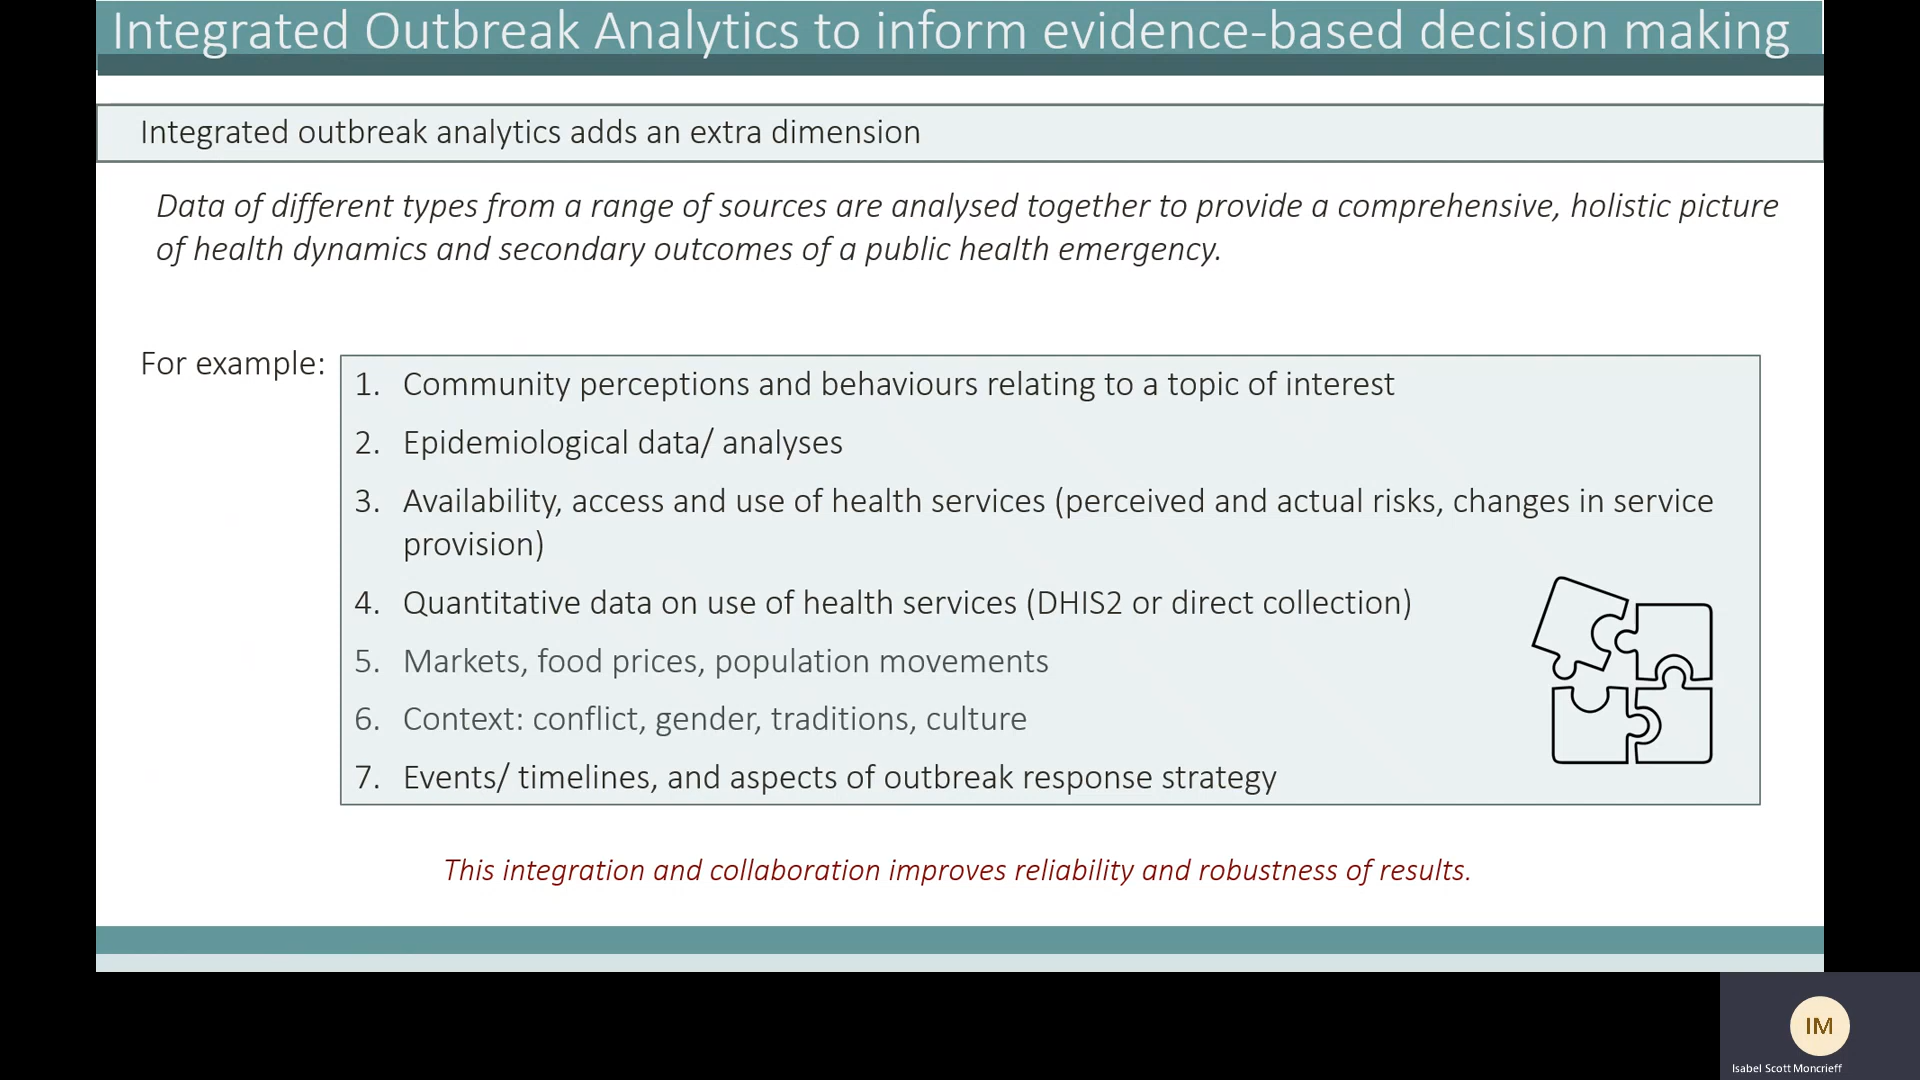 Integrated Outbreak Analytics to inform evidence-based decision making
Integrated outbreak analytics adds an extra dimension
Data of different types from a range of sources are analysed together to provide a comprehensive, holistic picture
of health dynamics and secondary outcomes of a public health emergency.
For example:
1. Community perceptions and behaviours relating to a topic of interest
2. Epidemiological data/ analyses
3. Availability, access and use of health services (perceived and actual risks, changes in service
provision)
4. Quantitative data on use of health services (DHIS2 or direct collection)
5. Markets, food prices, population movements
6. Context: conflict, gender, traditions, culture
7. Events/ timelines, and aspects of outbreak response strategy
This integration and collaboration improves reliability and robustness of results.
IM
Isabel Scott Moncrieff